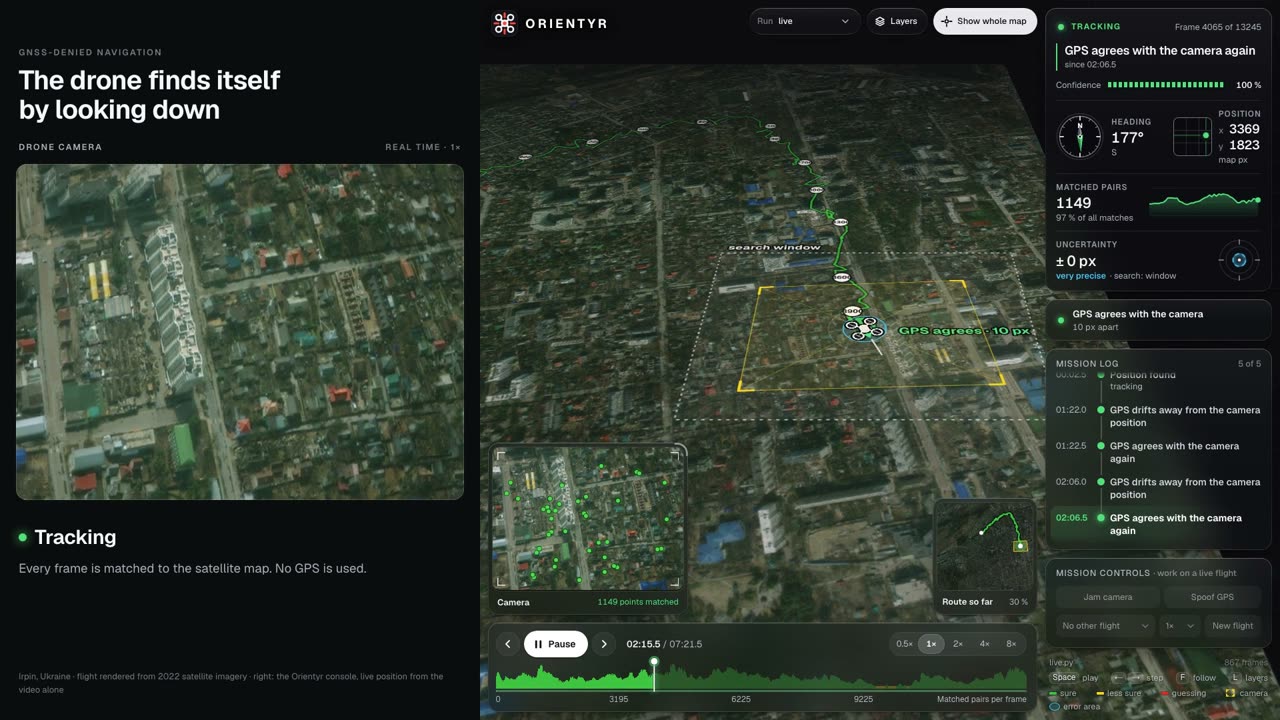 GNSS-DENIED NAVIGATION
The drone finds itself
by looking down
DRONE CAMERA
REAL TIME · 1×
Tracking
Every frame is matched to the satellite map. No GPS is used.
Irpin, Ukraine · flight rendered from 2022 satellite imagery · right: the Orientyr console, live position from the
video alone
ORIENTYR
Run live
Layers
Show whole map
search window
GPS agrees · 10 px
Camera
1149 points matched
Route so far
30 %
Pause
02:15.5 / 07:21.5
0.5×
1×
2×
4×
8×
0
3195
6225
9225
Matched pairs per frame
TRACKING
Frame 4065 of 13245
GPS agrees with the camera again
since 02:06.5
Confidence
100 %
N
HEADING
177°
S
POSITION
x 3369
y 1823
map px
MATCHED PAIRS
1149
97 % of all matches
UNCERTAINTY
± 0 px
very precise · search: window
GPS agrees with the camera
10 px apart
MISSION LOG
5 of 5
00:02.5 Position found
tracking
01:22.0 GPS drifts away from the camera
position
01:22.5 GPS agrees with the camera
again
02:06.0 GPS drifts away from the camera
position
02:06.5 GPS agrees with the camera
again
MISSION CONTROLS · work on a live flight
Jam camera
Spoof GPS
No other flight
1×
New flight
live.py
867 frames
Space play
← → step
F follow
L layers
sure
less sure
guessing
camera
error area